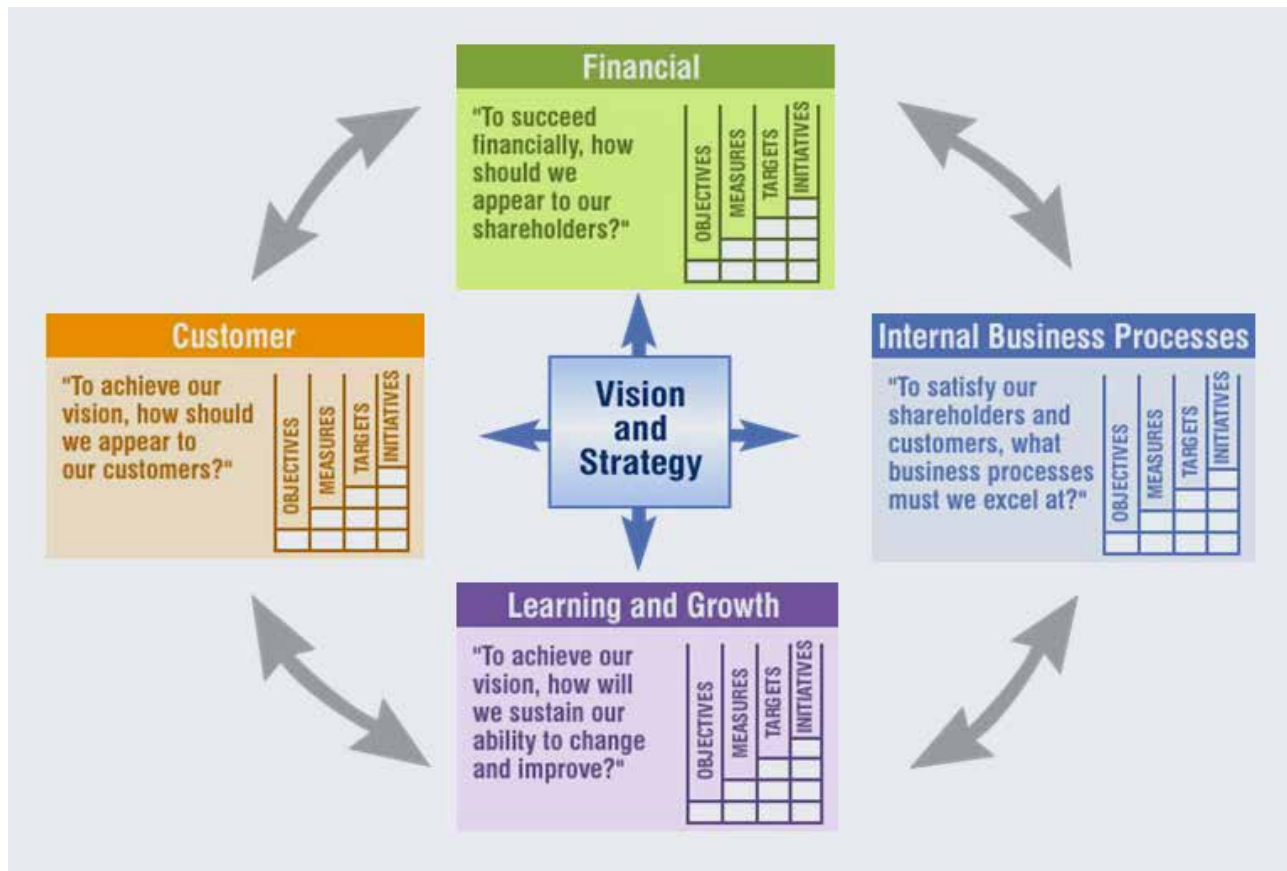 Financial
"To succeed
financially, how
should we
appear to our
shareholders?"
OBJECTIVES
MEASURES
TARGETS
INITIATIVES
Customer
"To achieve our
vision, how should
we appear to
our customers?"
OBJECTIVES
MEASURES
TARGETS
INITIATIVES
Vision
and
Strategy
Internal Business Processes
"To satisfy our
shareholders and
customers, what
business processes
must we excel at?"
OBJECTIVES
MEASURES
TARGETS
INITIATIVES
Learning and Growth
"To achieve our
vision, how will
we sustain our
ability to change
and improve?"
OBJECTIVES
MEASURES
TARGETS
INITIATIVES